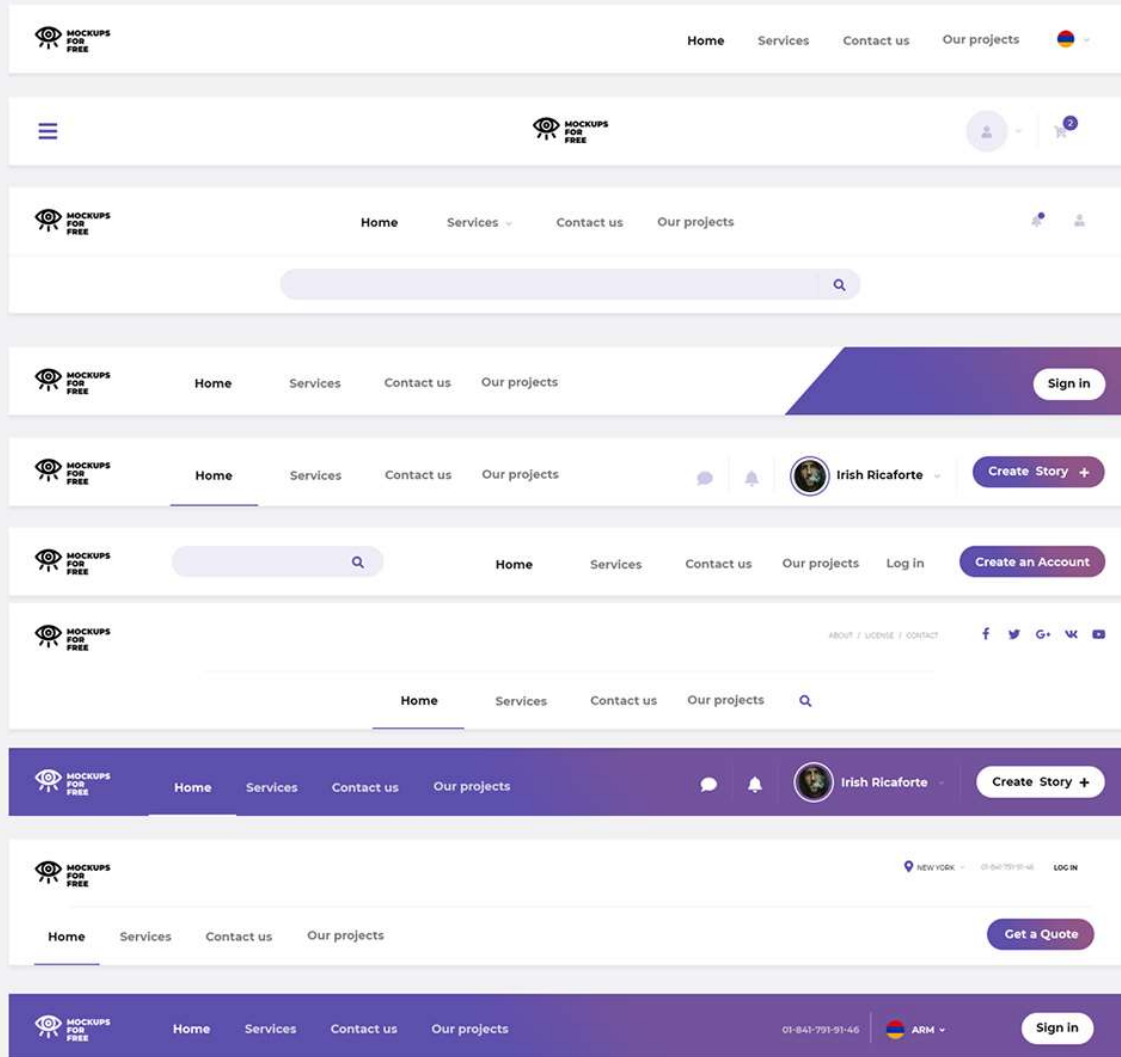 MOCKUPS
FOR
FREE
Home Services Contact us Our projects
MOCKUPS
FOR
FREE
2
MOCKUPS
FOR
FREE
Home Services Contact us Our projects
MOCKUPS
FOR
FREE
Home Services Contact us Our projects Sign in
MOCKUPS
FOR
FREE
Home Services Contact us Our projects Irish Ricaforte Create Story +
MOCKUPS
FOR
FREE
Home Services Contact us Our projects Log in Create an Account
MOCKUPS
FOR
FREE
ABOUT / LICENSE / CONTACT f G+
Home Services Contact us Our projects
MOCKUPS
FOR
FREE
Home Services Contact us Our projects Irish Ricaforte Create Story +
MOCKUPS
FOR
FREE
NEW YORK 01-841-791-91-46 LOG IN
Home Services Contact us Our projects Get a Quote
MOCKUPS
FOR
FREE
Home Services Contact us Our projects 01-841-791-91-46 ARM Sign in